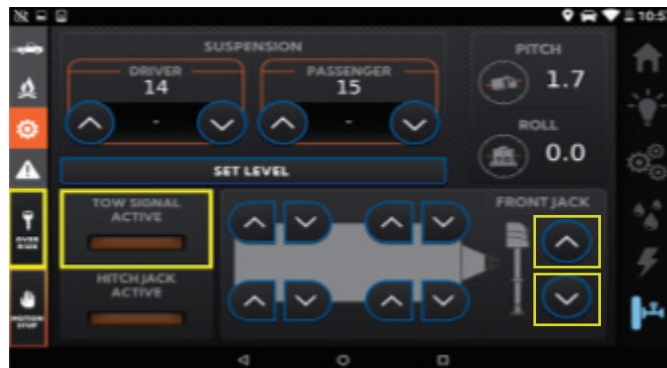 10:5
SUSPENSION
DRIVER
14
PASSENGER
15
-
-
SET LEVEL
PITCH
1.7
ROLL
0.0
OVER
RIDE
MOTION
STOP
TOW SIGNAL
ACTIVE
HITCH JACK
ACTIVE
FRONT JACK